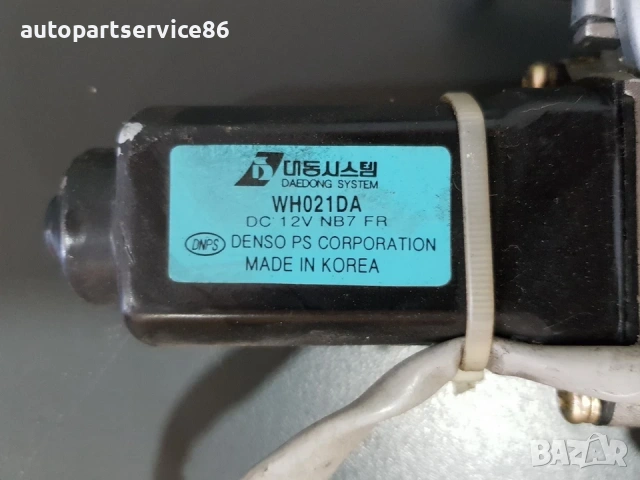 autopartservice86
대동시스템
DAEDONG SYSTEM
WH021DA
DC 12V NB7 FR
DNPS DENSO PS CORPORATION
MADE IN KOREA
BAZAR